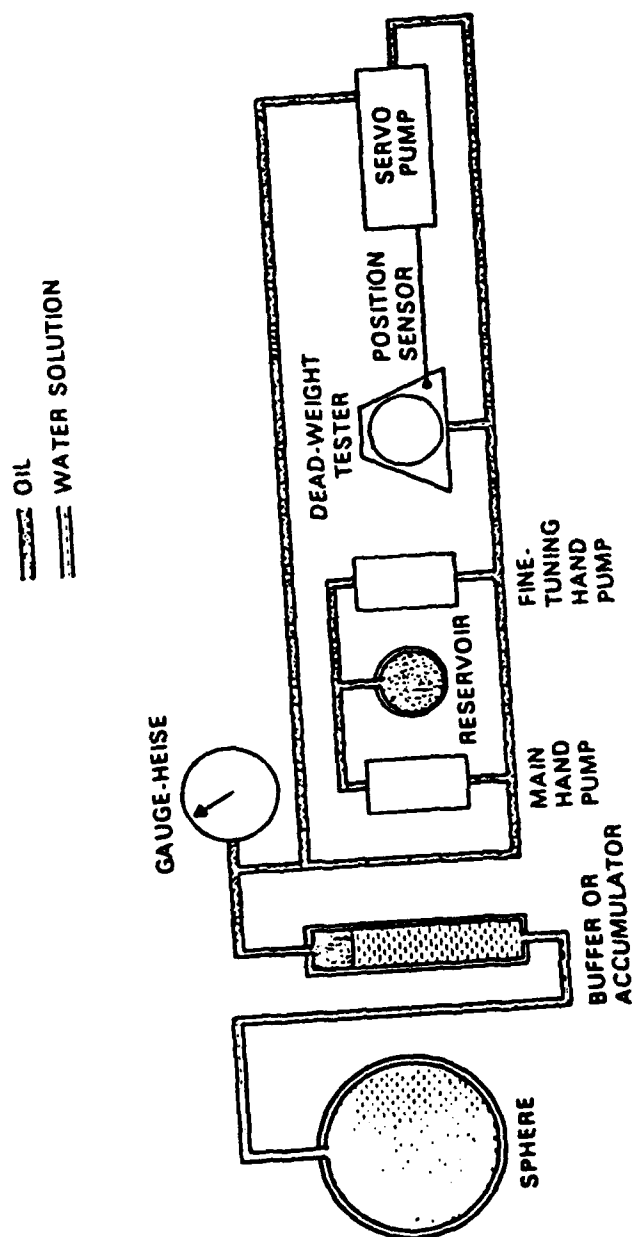 OIL
WATER SOLUTION
GAUGE-HEISE
SPHERE
BUFFER OR
ACCUMULATOR
MAIN
HAND
PUMP
RESERVOIR
FINE-
TUNING
HAND
PUMP
DEAD-WEIGHT
TESTER
POSITION
SENSOR
SERVO
PUMP